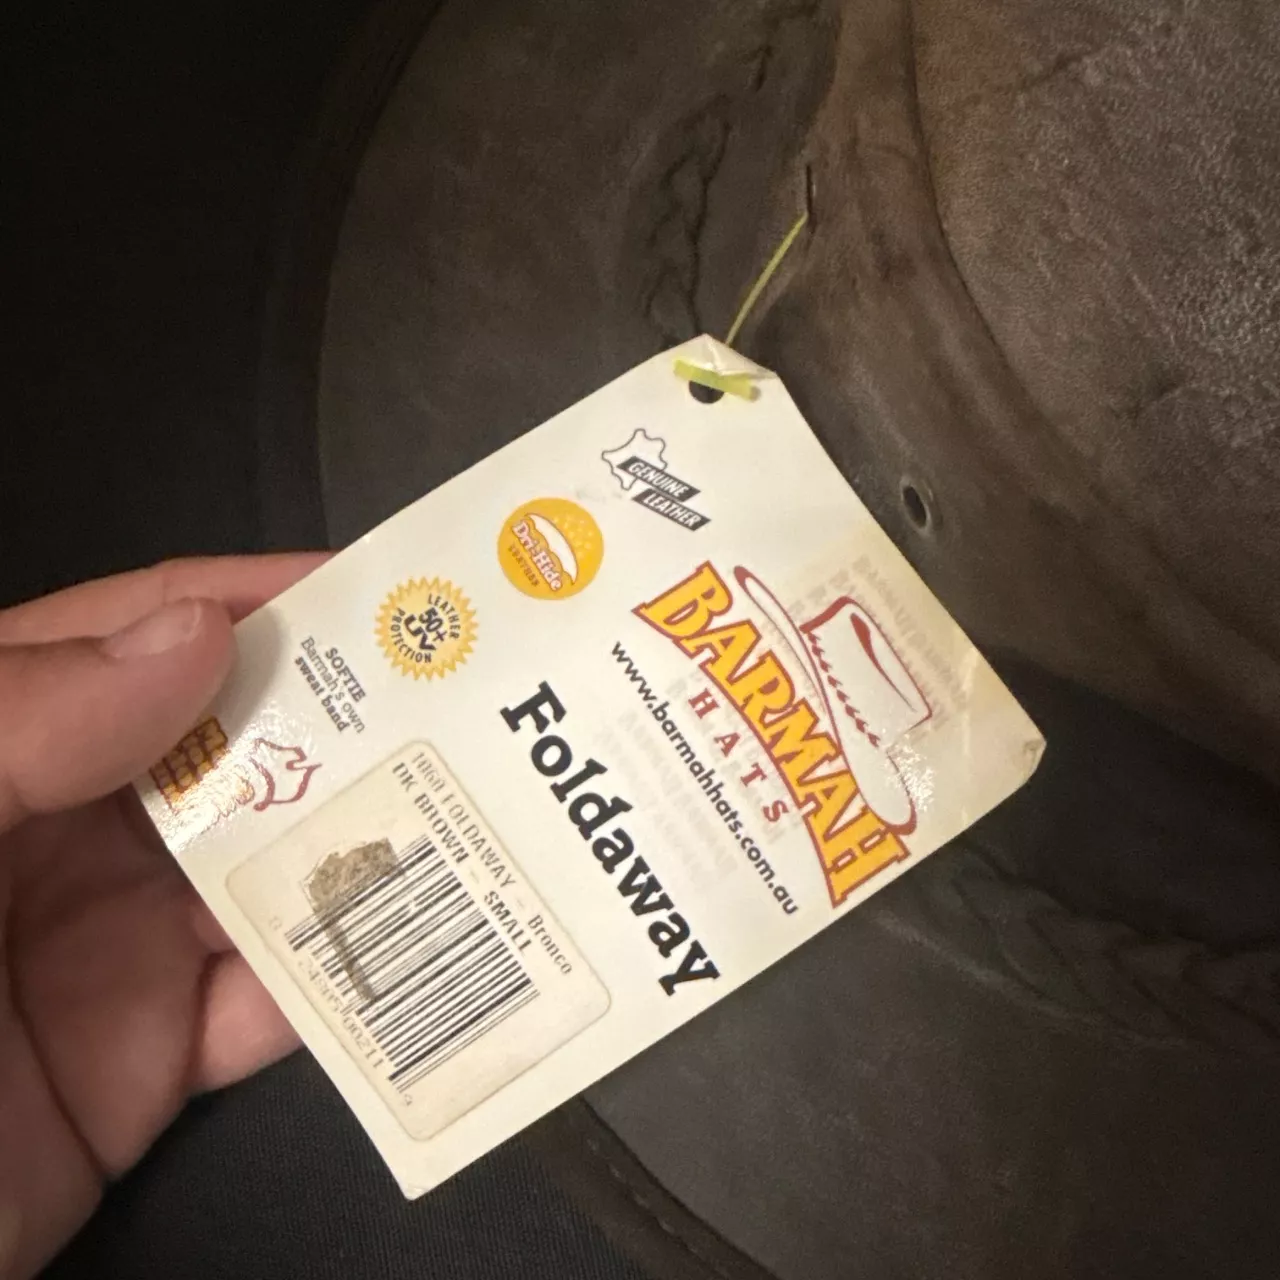 GENUINE
LEATHER
Dri-Hide
LEATHER
LEATHER
50+
UV
PROTECTION
SOFTIE
Barmah's own
sweat band
BARMAH
HATS
www.barmahhats.com.au
Foldaway
1060 FOLDAWAY - Bronco
DK BROWN - SMALL